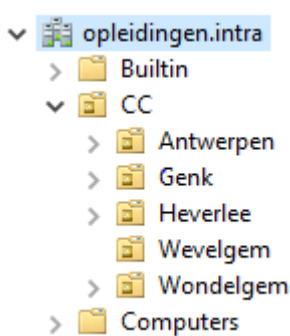 opleidingen.intra
Builtin
CC
Antwerpen
Genk
Heverlee
Wevelgem
Wondelgem
Computers